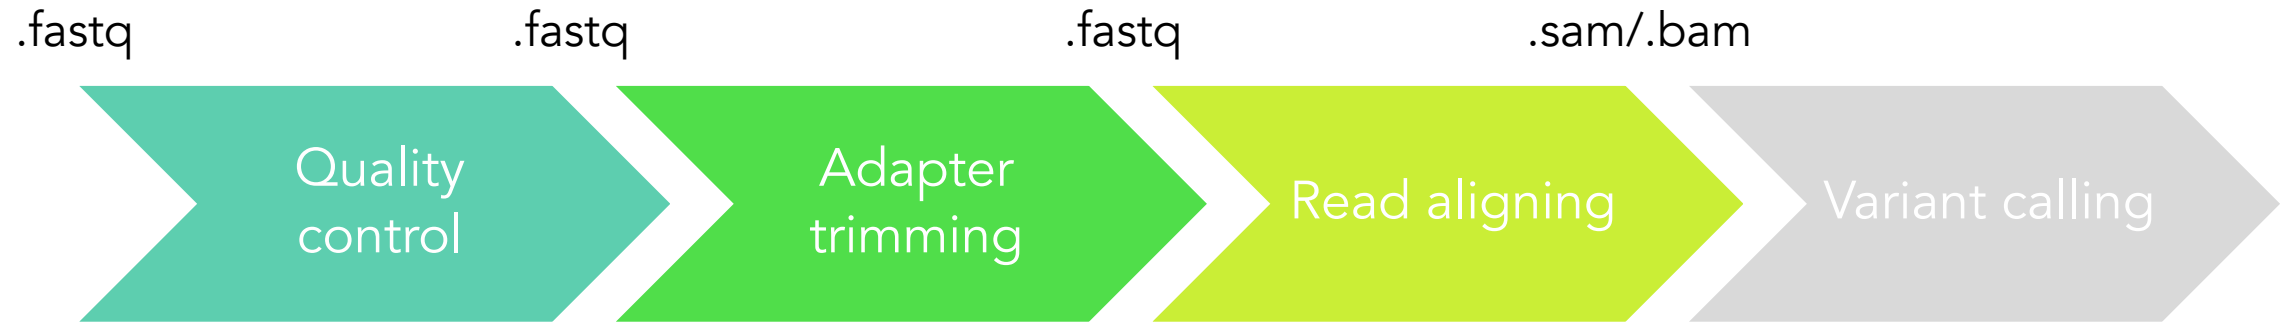 .fastq
.fastq
.fastq
.sam/.bam
Quality
control
Adapter
trimming
Read aligning
Variant calling